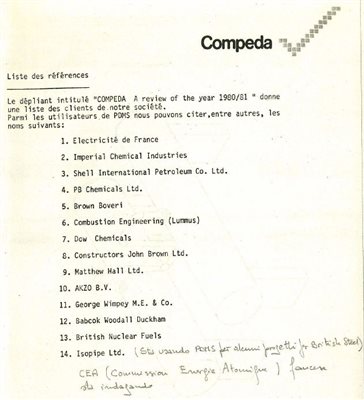 Compeda
Liste des références
Le dépliant intitulé "COMPEDA A review of the year 1980/81 " donne
une liste des clients de notre société.
Parmi les utilisateurs de PDMS nous pouvons citer,entre autres, les
noms suivants:
1. Electricité de France
2. Imperial Chemical Industries
3. Shell International Petroleum Co. Ltd.
4. PB Chemicals Ltd.
5. Brown Boveri
6. Combustion Engineering (Lummus)
7. Dow Chemicals
8. Constructors John Brown Ltd.
9. Matthew Hall Ltd.
10. AKZO B.V.
11. George Wimpey M.E. & Co.
12. Babcok Woodall Duckham
13. British Nuclear Fuels
14. Isopipe Ltd. (Sta usando PDMS per alcuni progetti for British Steel)
CEA (Commission Energie Atomique) francese
sta indagando